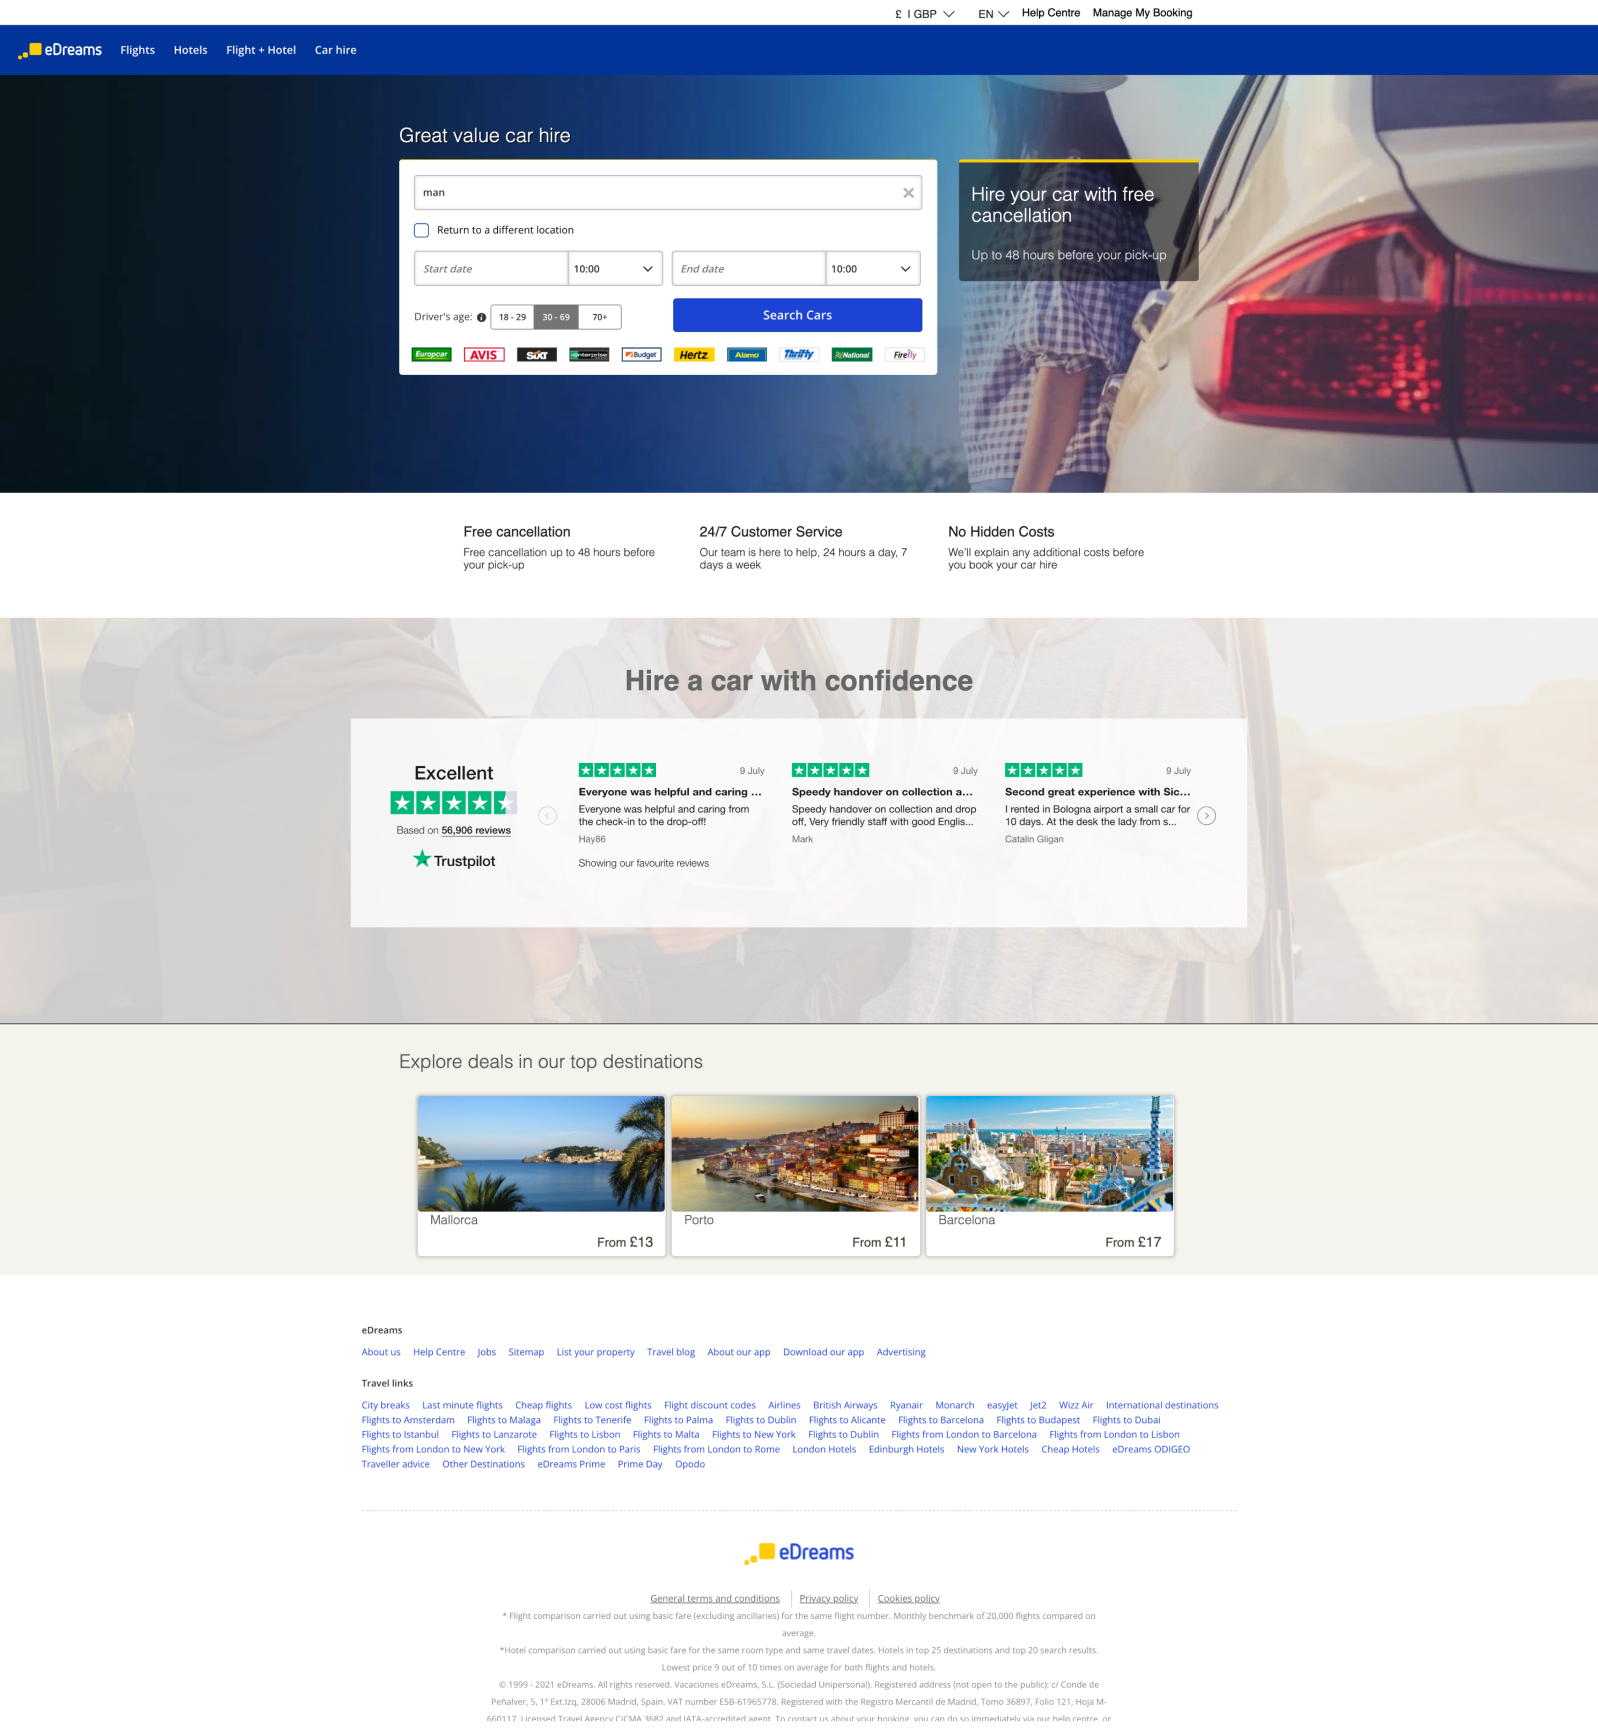 £ | GBP
EN
Help Centre
Manage My Booking
eDreams
Flights
Hotels
Flight + Hotel
Car hire
Great value car hire
man
Return to a different location
Start date
10:00
End date
10:00
Driver's age:
18 - 29
30 - 69
70+
Search Cars
Europcar
AVIS
SIXT
enterprise
Budget
Hertz
Alamo
Thrifty
National
Firefly
Hire your car with free
cancellation
Up to 48 hours before your pick-up
Free cancellation
Free cancellation up to 48 hours before
your pick-up
24/7 Customer Service
Our team is here to help, 24 hours a day, 7
days a week
No Hidden Costs
We'll explain any additional costs before
you book your car hire
Hire a car with confidence
Excellent
Based on 56,906 reviews
Trustpilot
9 July
Everyone was helpful and caring ...
Everyone was helpful and caring from
the check-in to the drop-off!
Hay86
Showing our favourite reviews
9 July
Speedy handover on collection a...
Speedy handover on collection and drop
off, Very friendly staff with good Englis...
Mark
9 July
Second great experience with Sic...
I rented in Bologna airport a small car for
10 days. At the desk the lady from s...
Catalin Gligan
Explore deals in our top destinations
Mallorca
From £13
Porto
From £11
Barcelona
From £17
eDreams
About us Help Centre Jobs Sitemap List your property Travel blog About our app Download our app Advertising
Travel links
City breaks Last minute flights Cheap flights Low cost flights Flight discount codes Airlines British Airways Ryanair Monarch easyJet Jet2 Wizz Air International destinations
Flights to Amsterdam Flights to Malaga Flights to Tenerife Flights to Palma Flights to Dublin Flights to Alicante Flights to Barcelona Flights to Budapest Flights to Dubai
Flights to Istanbul Flights to Lanzarote Flights to Lisbon Flights to Malta Flights to New York Flights to Dublin Flights from London to Barcelona Flights from London to Lisbon
Flights from London to New York Flights from London to Paris Flights from London to Rome London Hotels Edinburgh Hotels New York Hotels Cheap Hotels eDreams ODIGEO
Traveller advice Other Destinations eDreams Prime Prime Day Opodo
eDreams
General terms and conditions Privacy policy Cookies policy
* Flight comparison carried out using basic fare (excluding ancillaries) for the same flight number. Monthly benchmark of 20,000 flights compared on
average.
*Hotel comparison carried out using basic fare for the same room type and same travel dates. Hotels in top 25 destinations and top 20 search results.
Lowest price 9 out of 10 times on average for both flights and hotels.
© 1999 - 2021 eDreams. All rights reserved. Vacaciones eDreams, S.L. (Sociedad Unipersonal). Registered address (not open to the public): c/ Conde de
Peñalver, 5, 1º Ext.Izq, 28006 Madrid, Spain. VAT number ESB-61965778. Registered with the Registro Mercantil de Madrid, Tomo 36897, Folio 121, Hoja M-
660117. Licensed Travel Agency CICMA 3682 and IATA-accredited agent. To contact us about your booking, you can do so immediately via our help centre, or